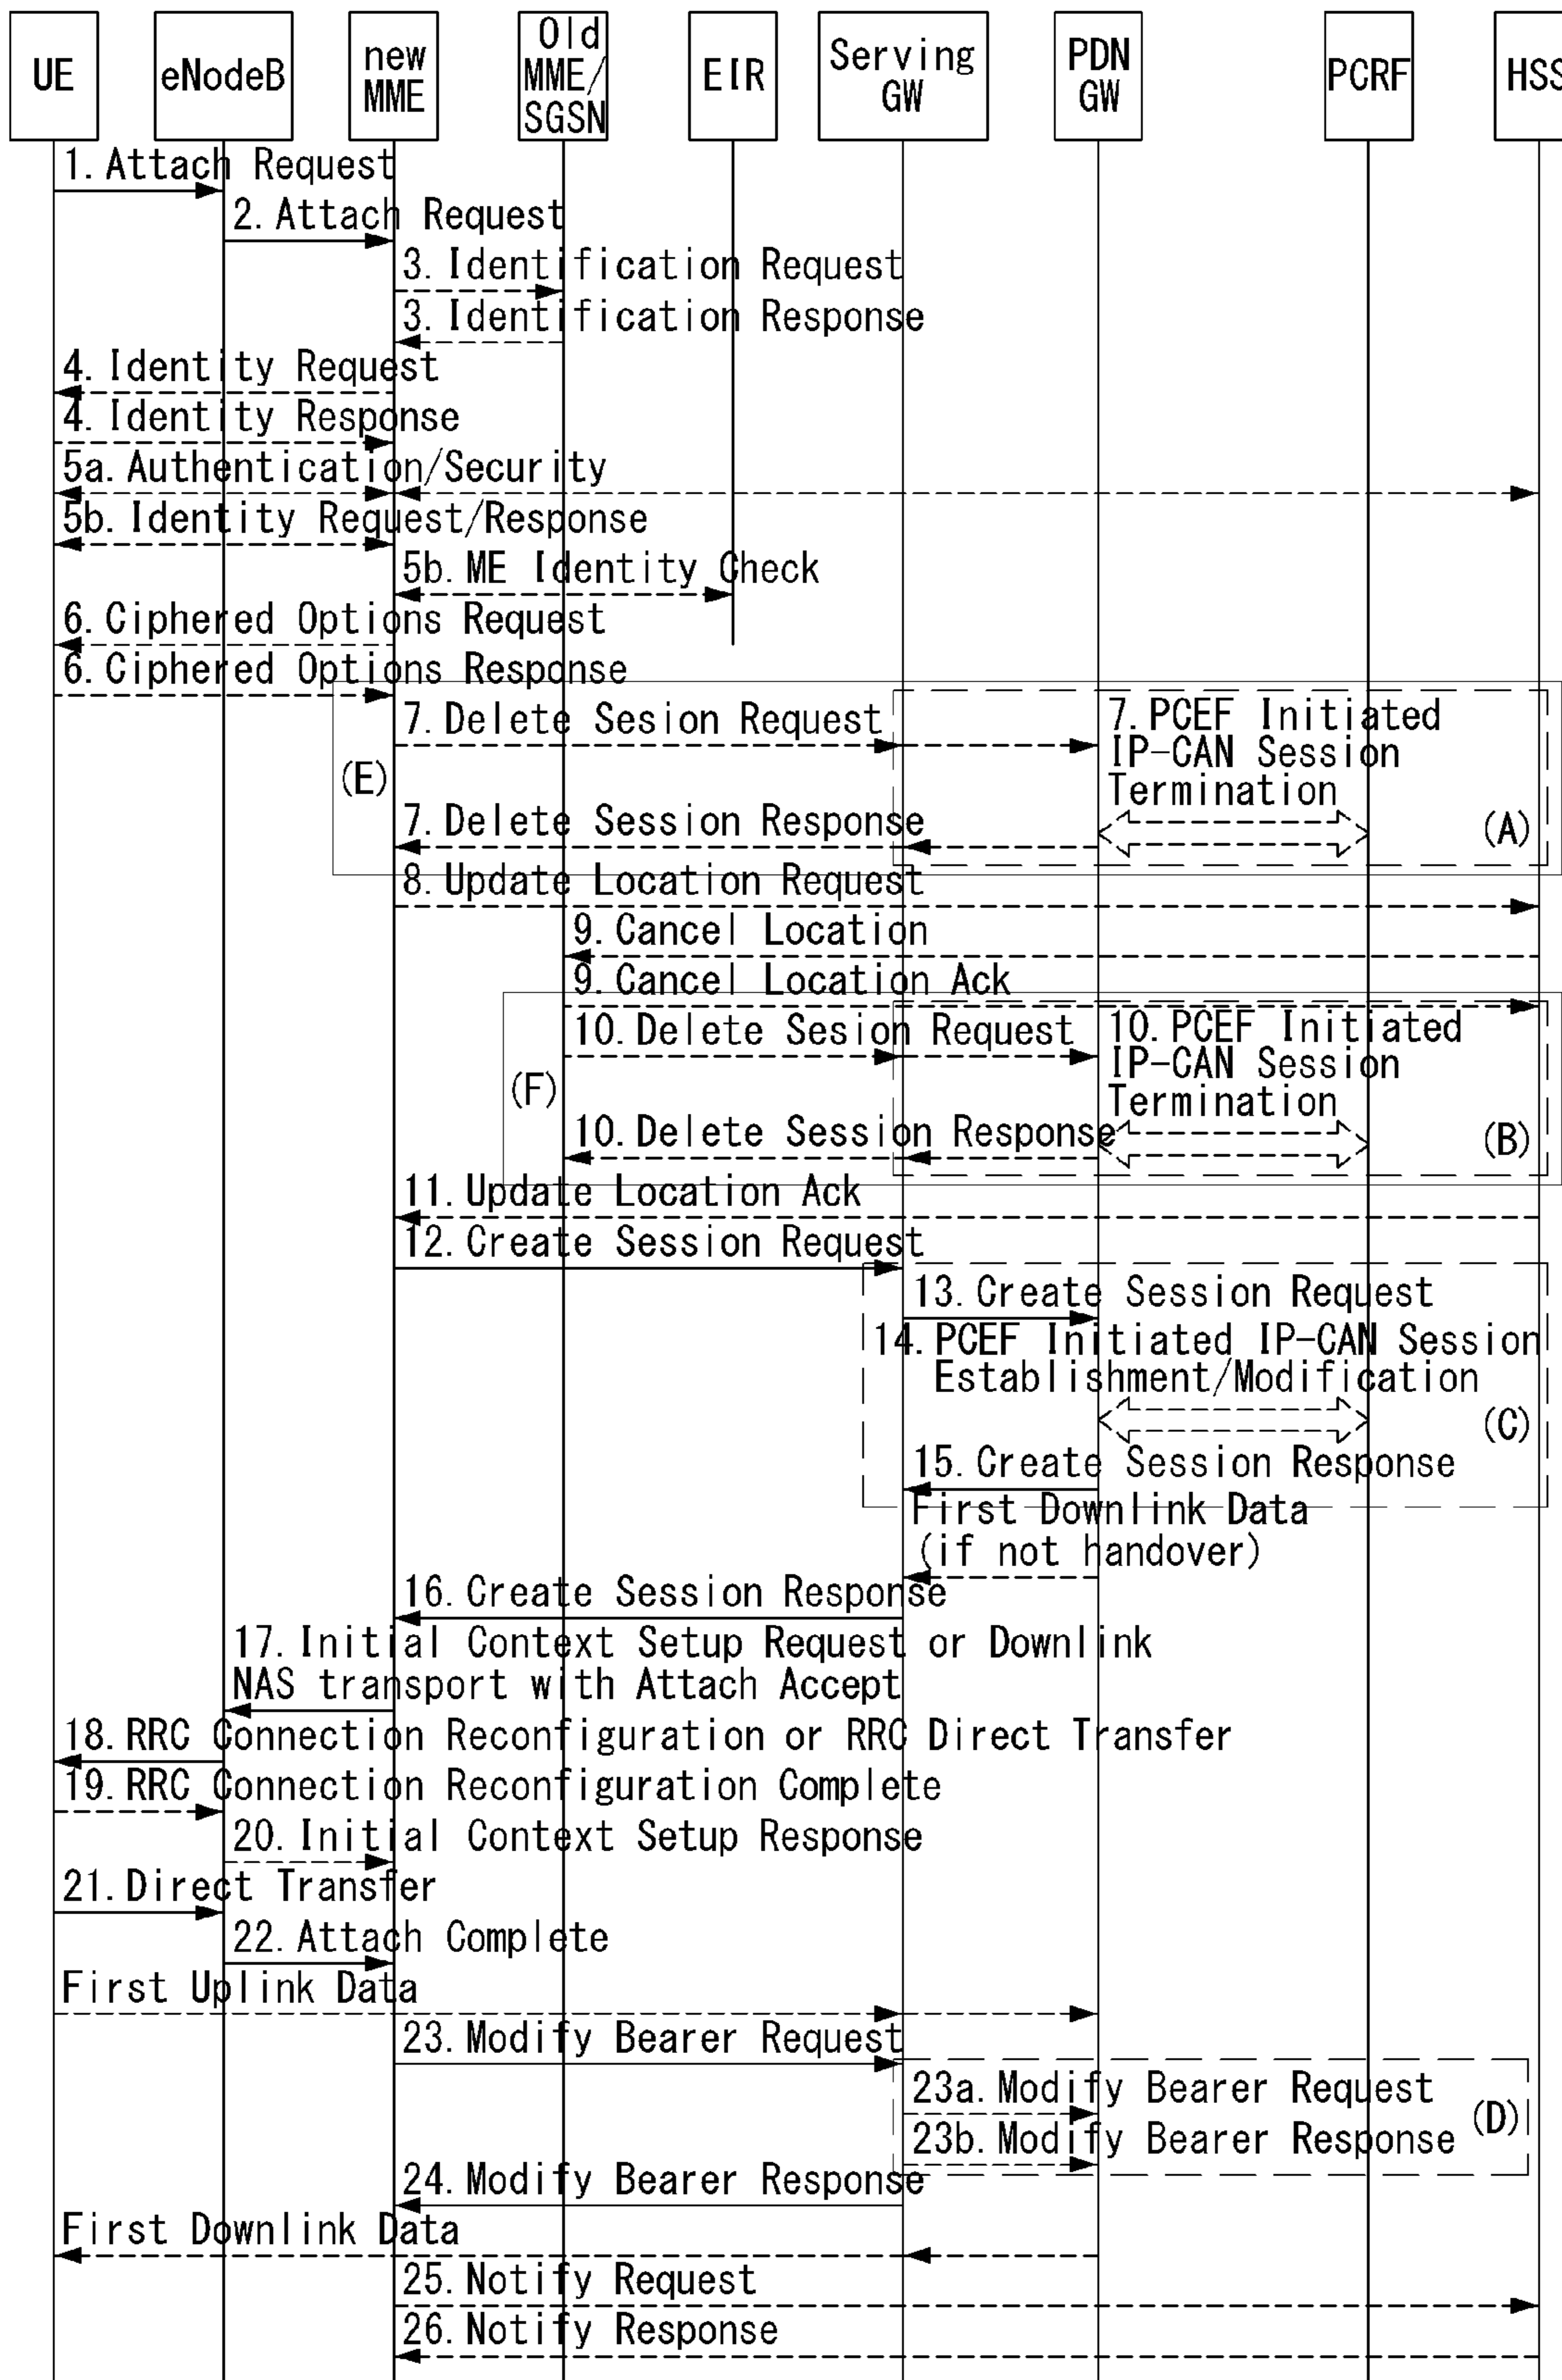 UE
eNodeB
new
MME
Old
MME/
SGSN
EIR
Serving
GW
PDN
GW
PCRF
HSS
1. Attach Request
2. Attach Request
3. Identification Request
3. Identification Response
4. Identity Request
4. Identity Response
5a. Authentication/Security
5b. Identity Request/Response
5b. ME Identity Check
6. Ciphered Options Request
6. Ciphered Options Response
7. Delete Sesion Request
7. PCEF Initiated
IP-CAN Session
Termination
(E)
7. Delete Session Response
(A)
8. Update Location Request
9. Cancel Location
9. Cancel Location Ack
10. Delete Sesion Request
10. PCEF Initiated
IP-CAN Session
Termination
(F)
10. Delete Session Response
(B)
11. Update Location Ack
12. Create Session Request
13. Create Session Request
14. PCEF Initiated IP-CAN Session
Establishment/Modification
(C)
15. Create Session Response
First Downlink Data
(if not handover)
16. Create Session Response
17. Initial Context Setup Request or Downlink
NAS transport with Attach Accept
18. RRC Connection Reconfiguration or RRC Direct Transfer
19. RRC Connection Reconfiguration Complete
20. Initial Context Setup Response
21. Direct Transfer
22. Attach Complete
First Uplink Data
23. Modify Bearer Request
23a. Modify Bearer Request
(D)
23b. Modify Bearer Response
24. Modify Bearer Response
First Downlink Data
25. Notify Request
26. Notify Response